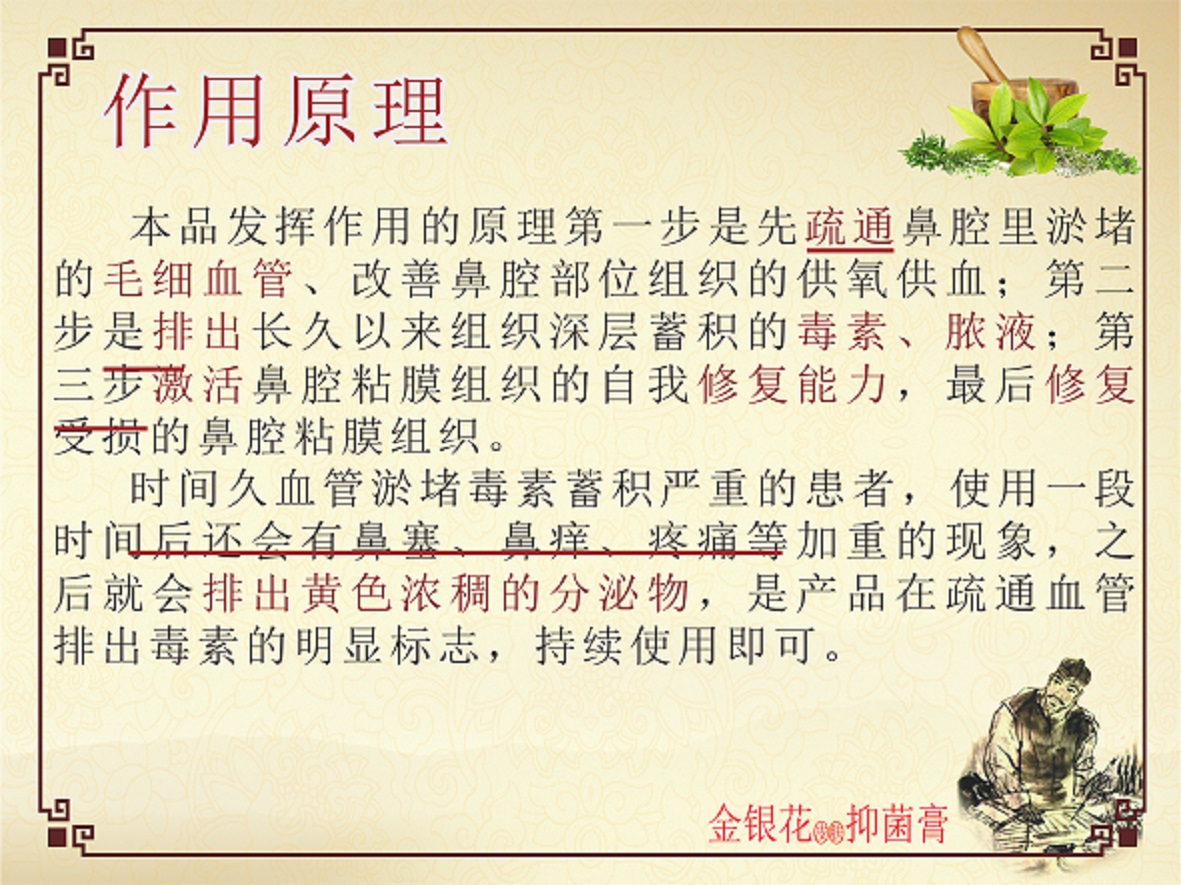 作用原理
本品发挥作用的原理第一步是先疏通鼻腔里淤堵
的毛细血管、改善鼻腔部位组织的供氧供血；第二
步是排出长久以来组织深层蓄积的毒素、脓液；第
三步激活鼻腔粘膜组织的自我修复能力，最后修复
受损的鼻腔粘膜组织。
时间久血管淤堵毒素蓄积严重的患者，使用一段
时间后还会有鼻塞、鼻痒、疼痛等加重的现象，之
后就会排出黄色浓稠的分泌物，是产品在疏通血管
排出毒素的明显标志，持续使用即可。
金银花抑菌膏